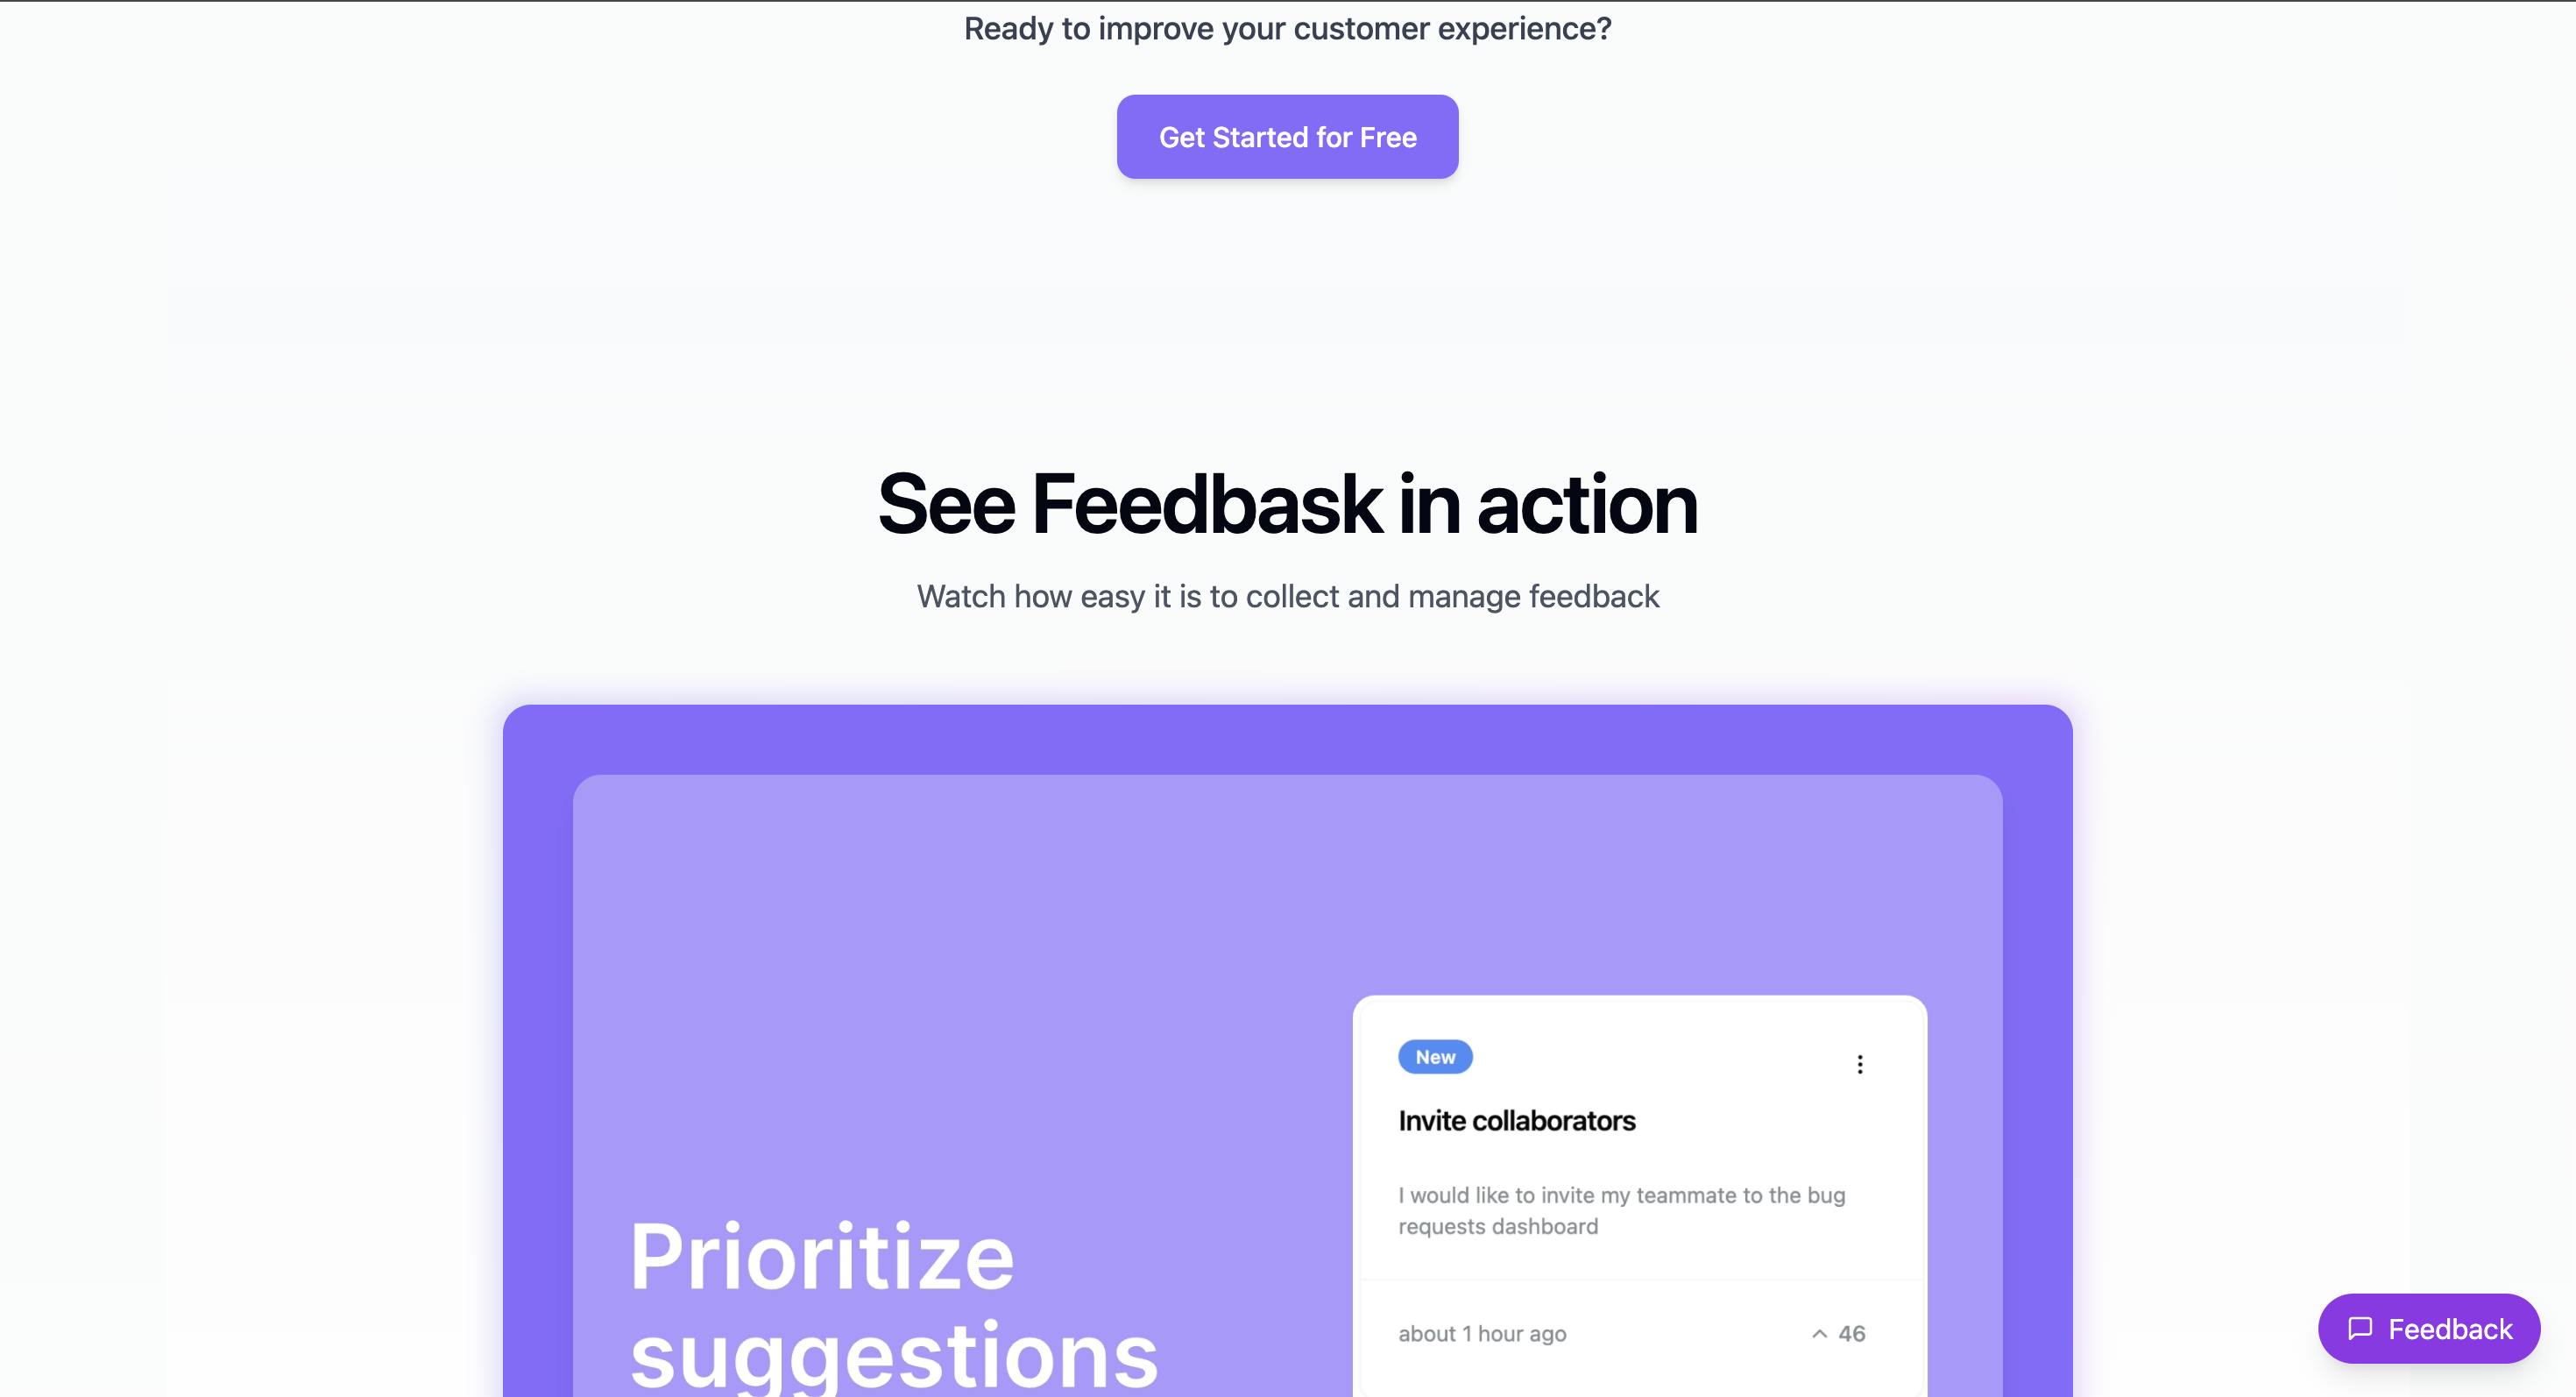 Ready to improve your customer experience?
Get Started for Free
See Feedbask in action
Watch how easy it is to collect and manage feedback
Prioritize
suggestions
New
Invite collaborators
I would like to invite my teammate to the bug
requests dashboard
about 1 hour ago
46
Feedback